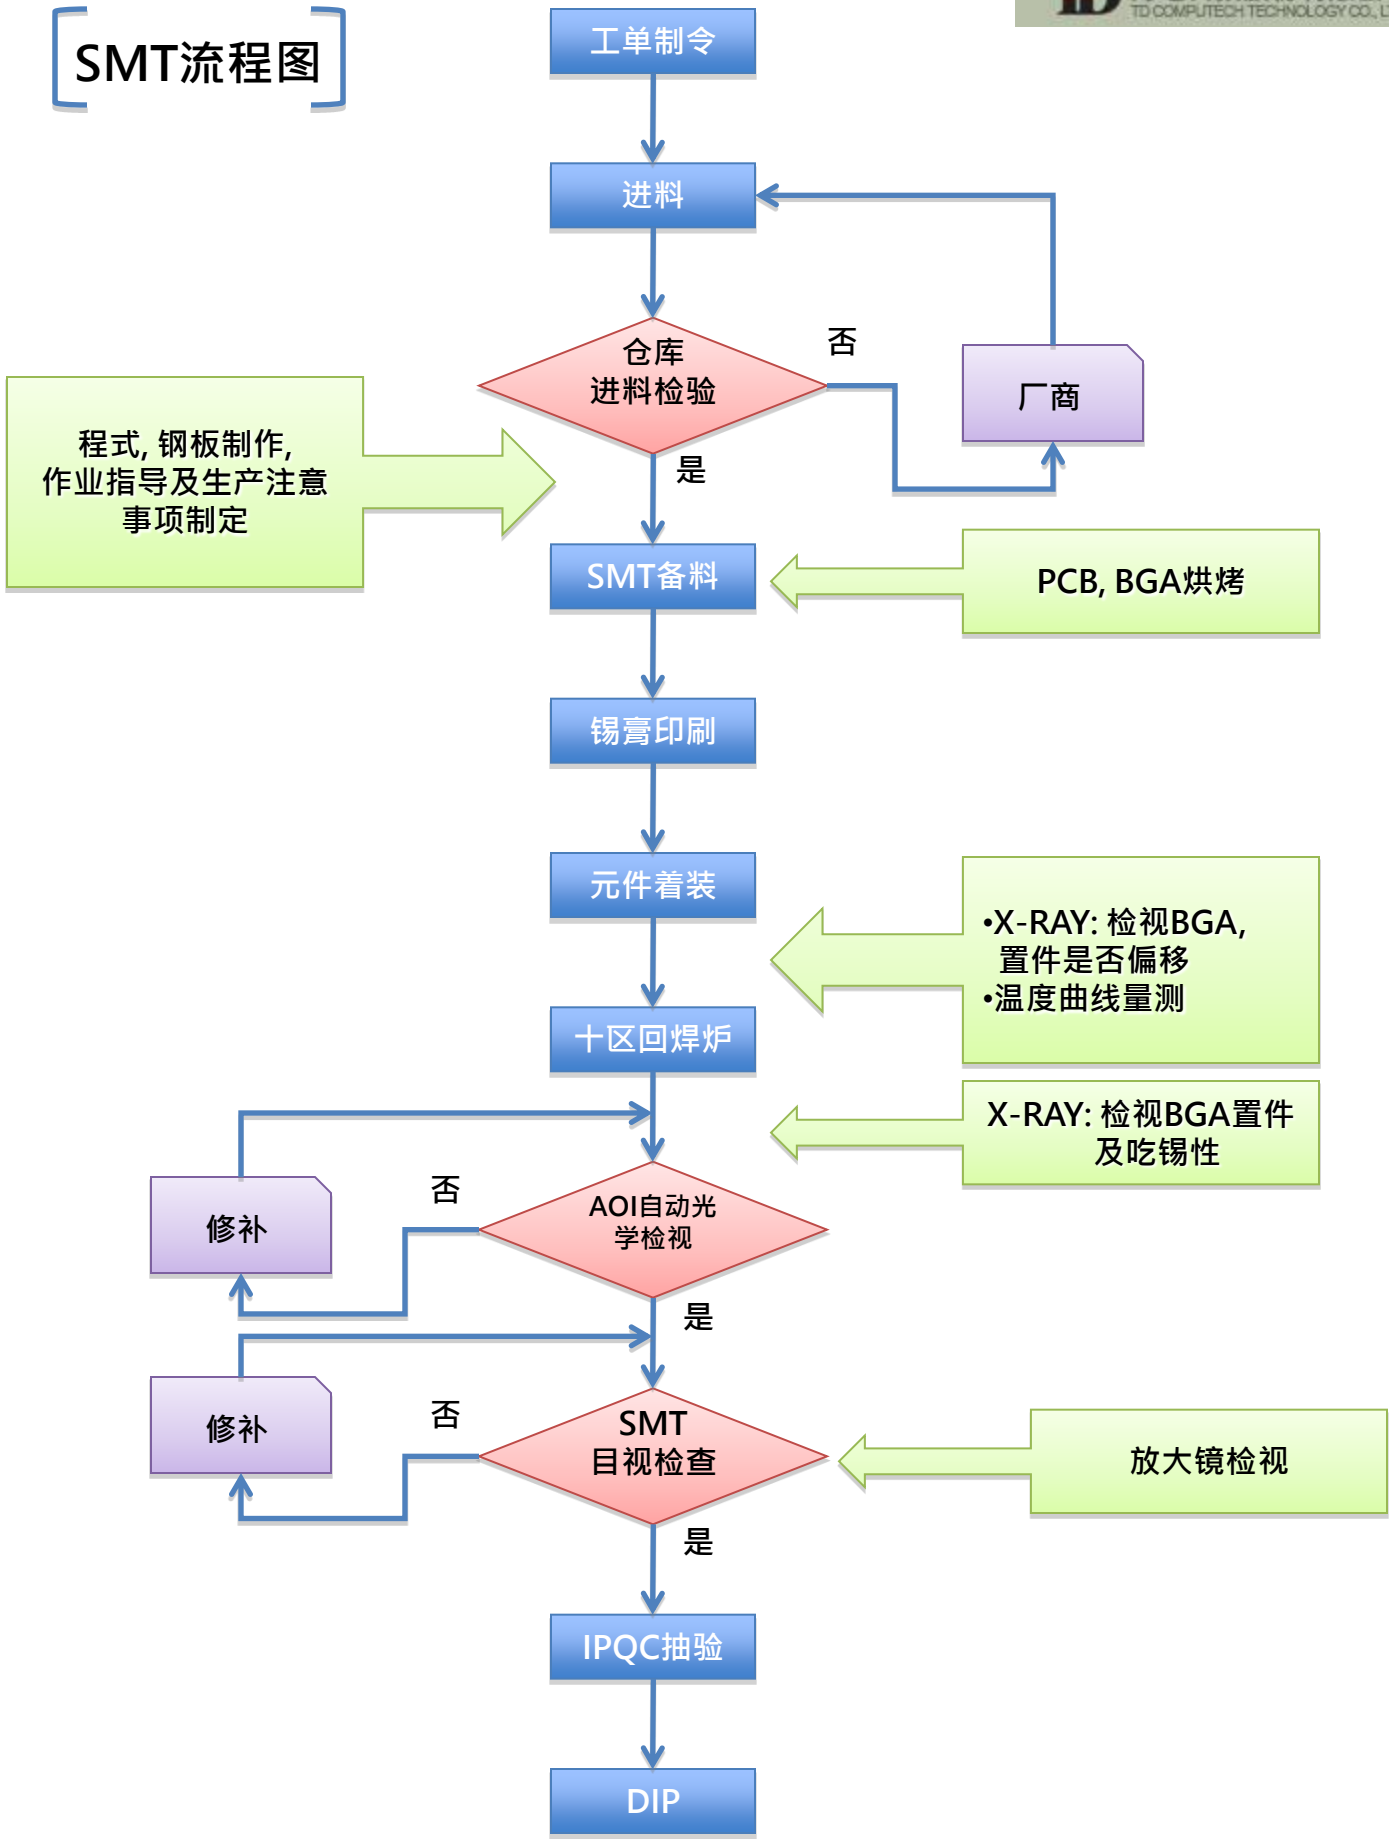 TD COMPUTECH TECHNOLOGY CO., L
SMT流程图
工单制令
进料
仓库
进料检验
否
厂商
程式, 钢板制作,
作业指导及生产注意
事项制定
是
SMT备料
PCB, BGA烘烤
锡膏印刷
元件着装
•X-RAY: 检视BGA,
置件是否偏移
•温度曲线量测
十区回焊炉
X-RAY: 检视BGA置件
及吃锡性
否
AOI自动光
学检视
修补
是
否
SMT
目视检查
修补
放大镜检视
是
IPQC抽验
DIP